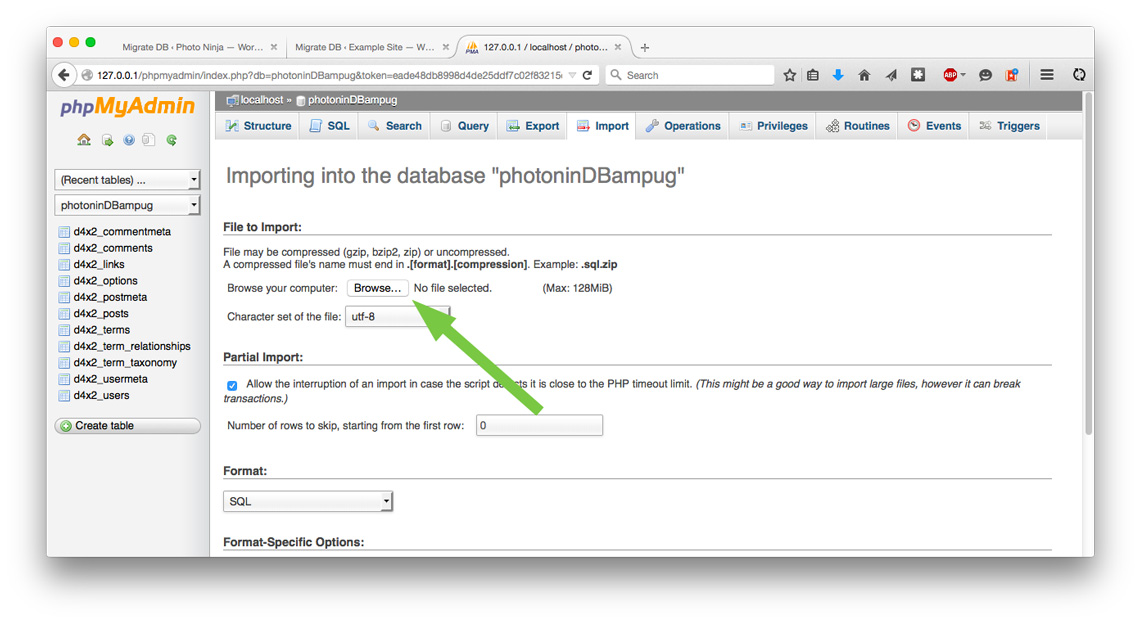 Migrate DB ‹ Photo Ninja — Wor...
Migrate DB ‹ Example Site — W...
127.0.0.1 / localhost / photo...
127.0.0.1/phpmyadmin/index.php?db=photoninDBampug&token=eade48db8998d4de25ddf7c02f83215
Search
ABP
phpMyAdmin
localhost » photoninDBampug
Structure SQL Search Query Export Import Operations Privileges Routines Events Triggers
(Recent tables) ...
photoninDBampug
d4x2_commentmeta
d4x2_comments
d4x2_links
d4x2_options
d4x2_postmeta
d4x2_posts
d4x2_terms
d4x2_term_relationships
d4x2_term_taxonomy
d4x2_usermeta
d4x2_users
Create table
Importing into the database "photoninDBampug"
File to Import:
File may be compressed (gzip, bzip2, zip) or uncompressed.
A compressed file's name must end in .[format].[compression]. Example: .sql.zip
Browse your computer: Browse... No file selected. (Max: 128MiB)
Character set of the file: utf-8
Partial Import:
Allow the interruption of an import in case the script it is close to the PHP timeout limit. (This might be a good way to import large files, however it can break
transactions.)
Number of rows to skip, starting from the first row: 0
Format:
SQL
Format-Specific Options: